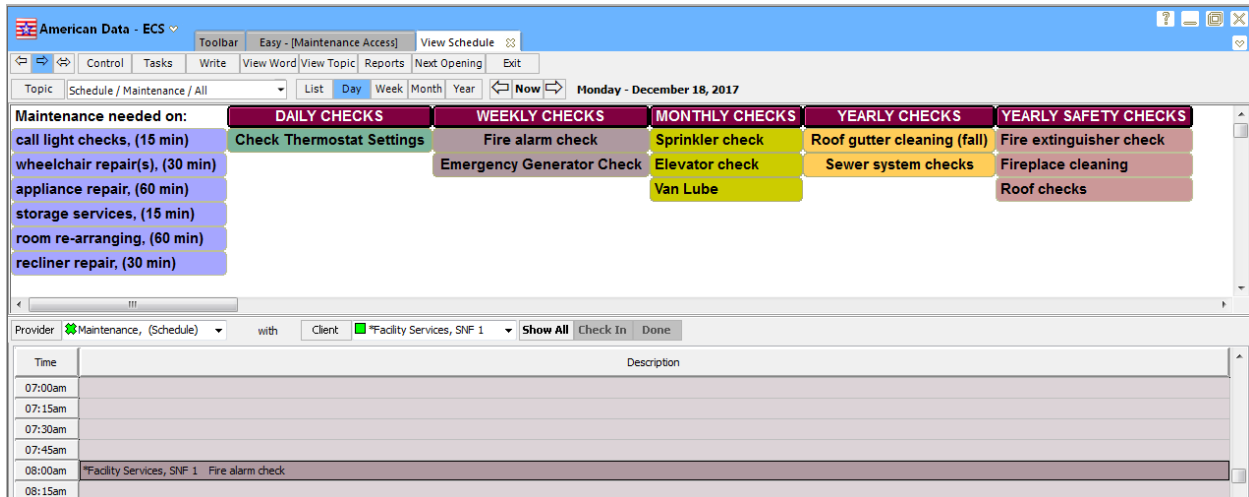 American Data - ECS
Toolbar Easy - [Maintenance Access] View Schedule
Control Tasks Write View Word View Topic Reports Next Opening Exit
Topic Schedule / Maintenance / All List Day Week Month Year Now Monday - December 18, 2017
Maintenance needed on: DAILY CHECKS WEEKLY CHECKS MONTHLY CHECKS YEARLY CHECKS YEARLY SAFETY CHECKS
call light checks, (15 min) Check Thermostat Settings Fire alarm check Sprinkler check Roof gutter cleaning (fall) Fire extinguisher check
wheelchair repair(s), (30 min) Emergency Generator Check Elevator check Sewer system checks Fireplace cleaning
appliance repair, (60 min) Van Lube Roof checks
storage services, (15 min)
room re-arranging, (60 min)
recliner repair, (30 min)
Provider Maintenance, (Schedule) with Client *Facility Services, SNF 1 Show All Check In Done
Time Description
07:00am
07:15am
07:30am
07:45am
08:00am *Facility Services, SNF 1 Fire alarm check
08:15am